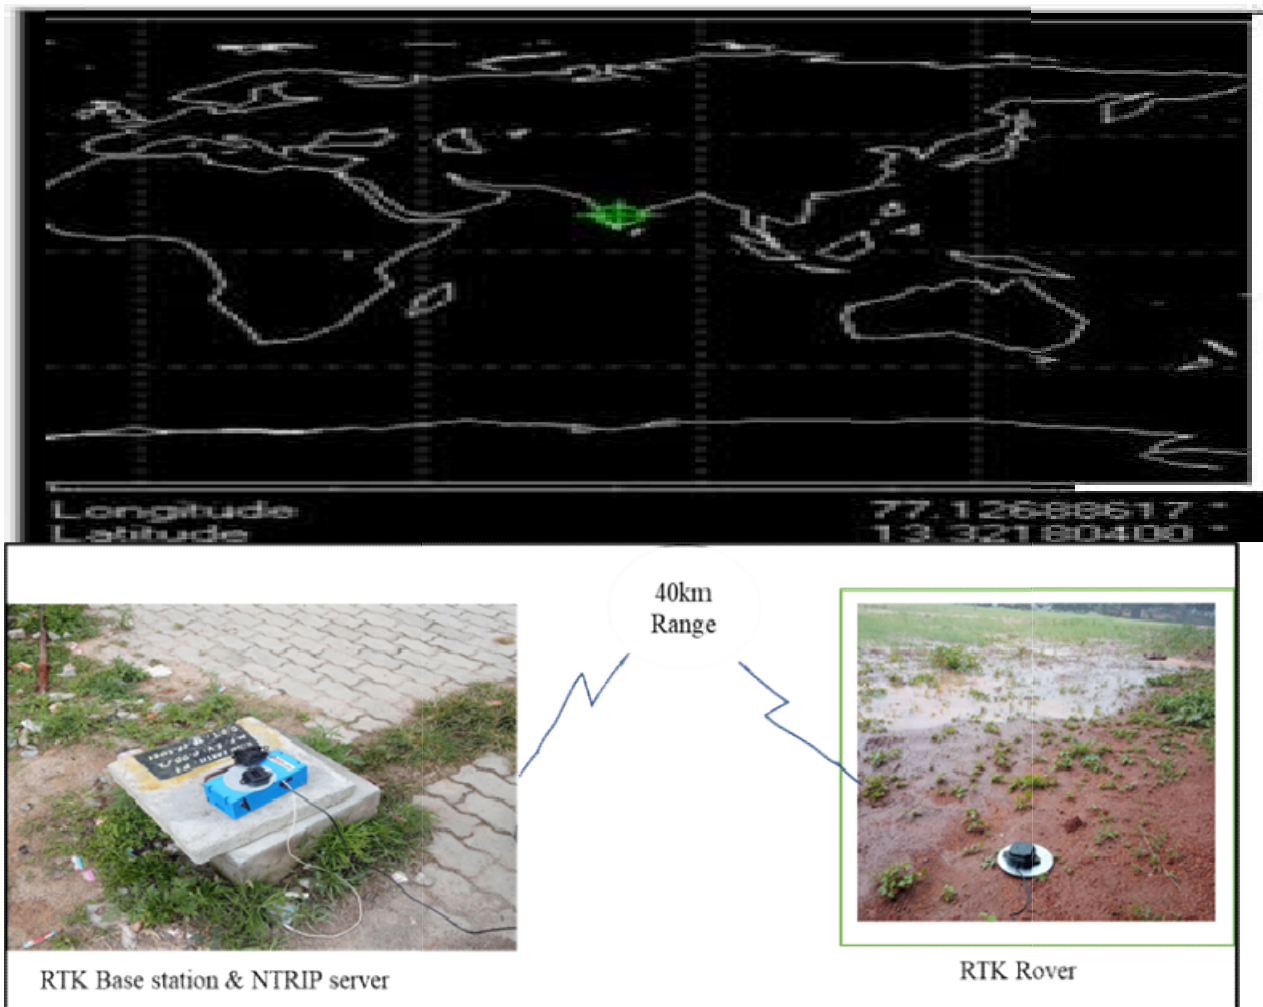 Longitude 77.12688617 °
Latitude 13.32180400 °
40km
Range
RTK Base station & NTRIP server
RTK Rover